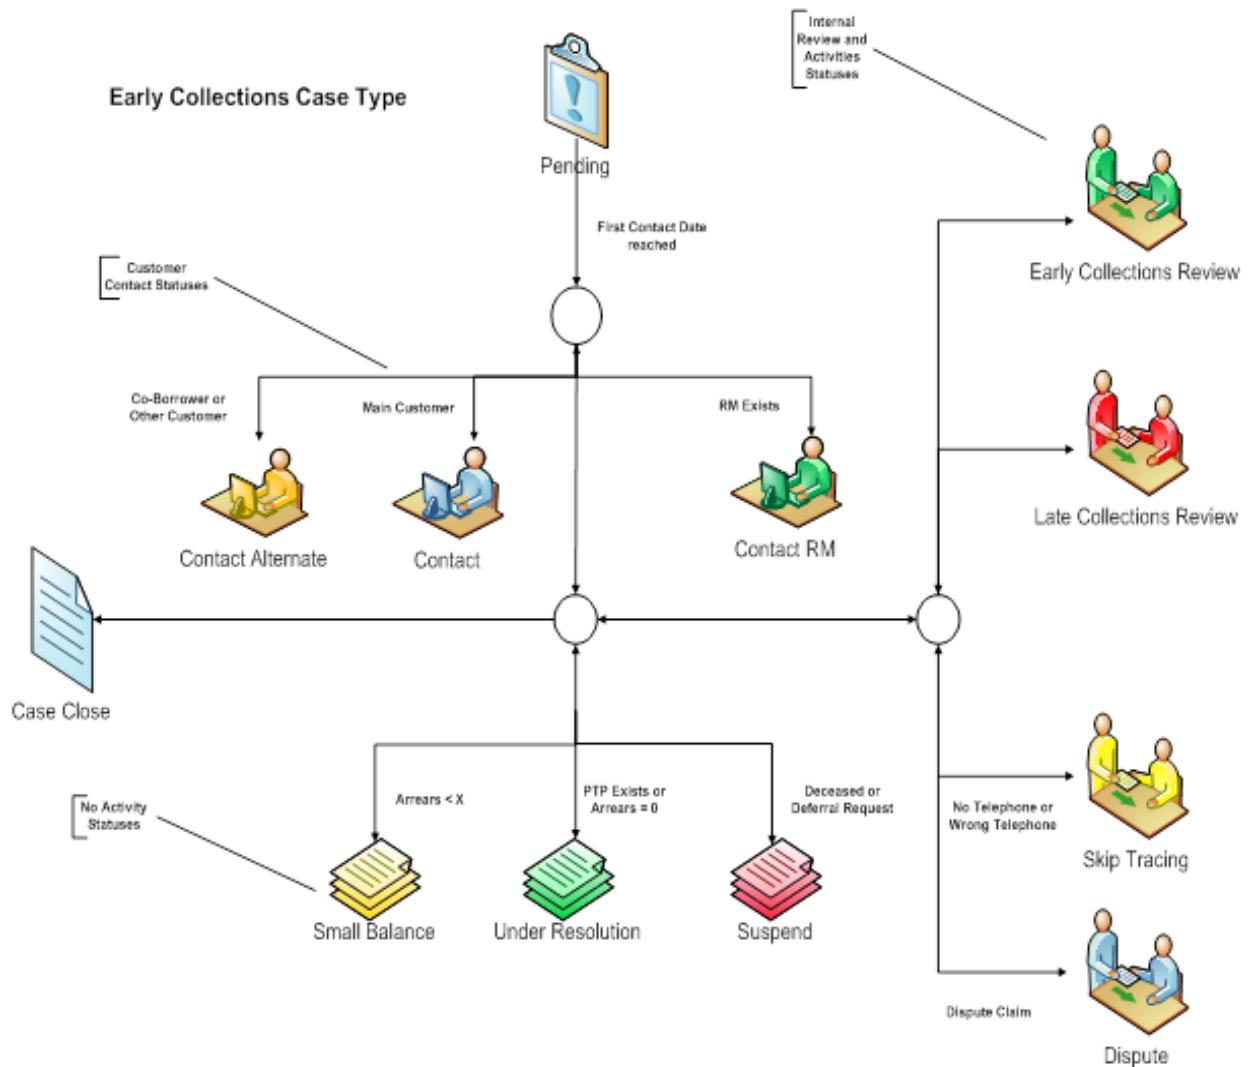 Internal
Review and
Activities
Statuses
Early Collections Case Type
Pending
First Contact Date
reached
Early Collections Review
Customer
Contact Statuses
Co-Borrower or
Other Customer
Main Customer
RM Exists
Late Collections Review
Contact Alternate
Contact
Contact RM
Case Close
No Activity
Statuses
Arrears < X
PTP Exists or
Arrears = 0
Deceased or
Deferral Request
No Telephone or
Wrong Telephone
Skip Tracing
Small Balance
Under Resolution
Suspend
Dispute Claim
Dispute